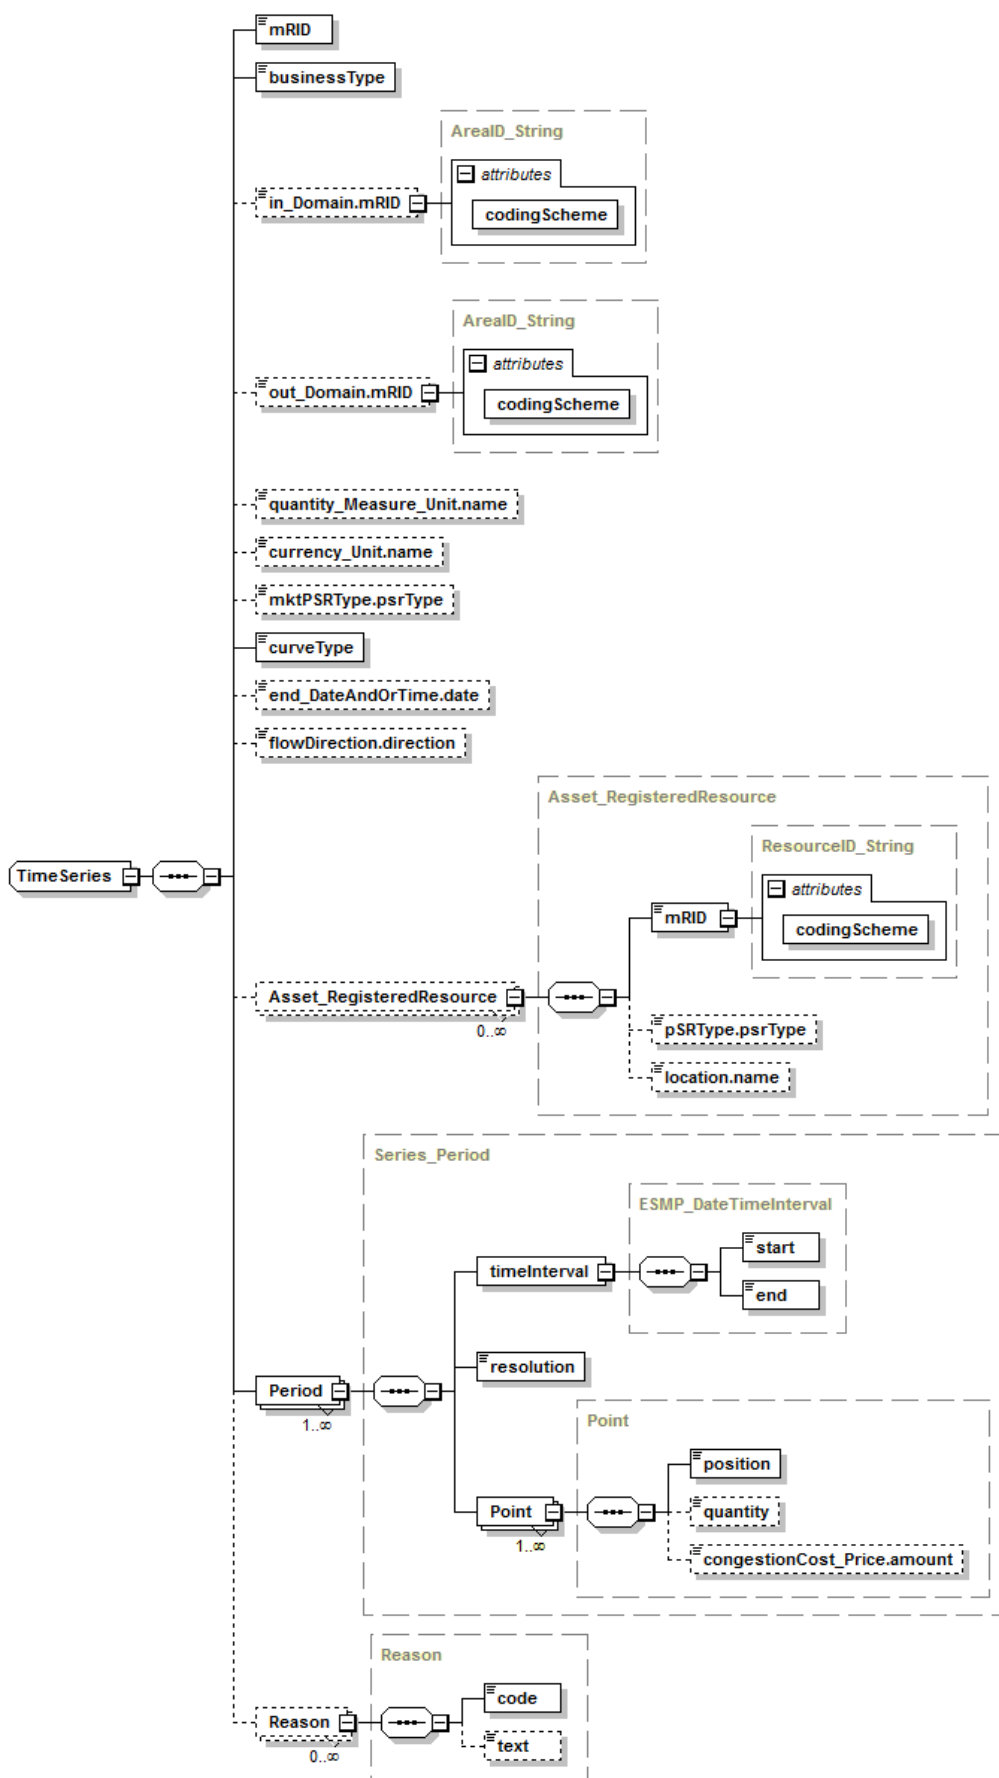 mRID
businessType
AreaID_String
attributes
in_Domain.mRID
codingScheme
AreaID_String
attributes
out_Domain.mRID
codingScheme
quantity_Measure_Unit.name
currency_Unit.name
mktPSRType.psrType
curveType
end_DateAndOrTime.date
flowDirection.direction
Asset_RegisteredResource
ResourceID_String
TimeSeries
attributes
mRID
codingScheme
Asset_RegisteredResource
0..∞
pSRType.psrType
location.name
Series_Period
ESMP_DateTimeInterval
start
timeInterval
end
resolution
Period
1..∞
Point
position
Point
quantity
1..∞
congestionCost_Price.amount
Reason
code
Reason
text
0..∞